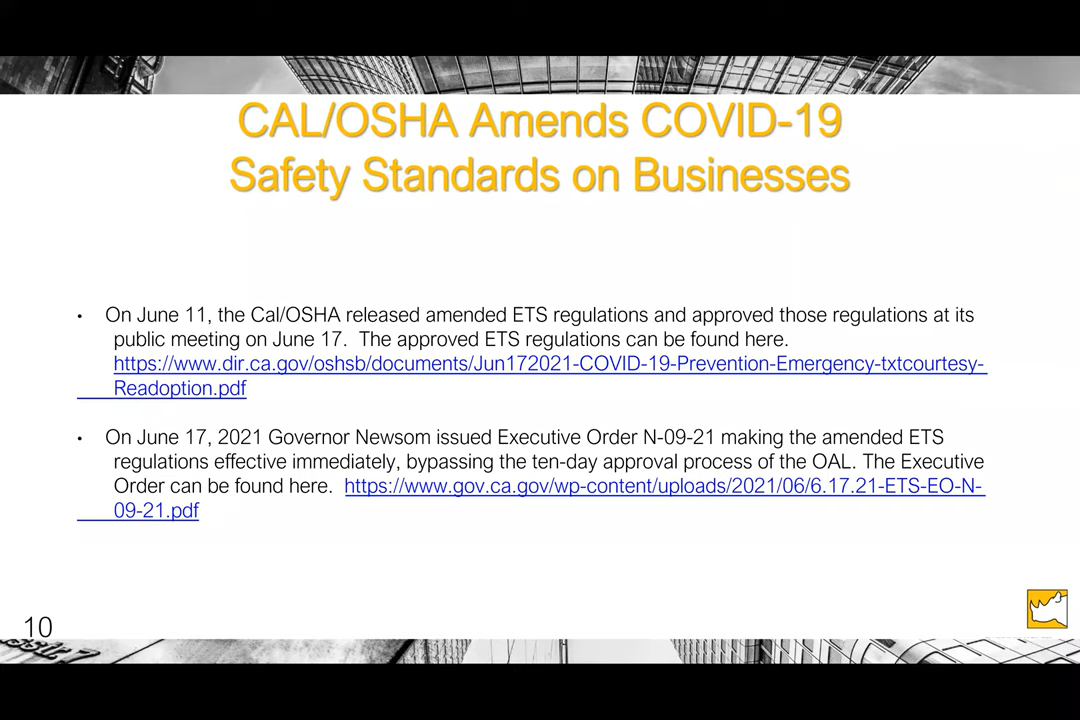 CAL/OSHA Amends COVID-19
Safety Standards on Businesses
• On June 11, the Cal/OSHA released amended ETS regulations and approved those regulations at its
public meeting on June 17. The approved ETS regulations can be found here.
https://www.dir.ca.gov/oshsb/documents/Jun172021-COVID-19-Prevention-Emergency-txtcourtesy-
Readoption.pdf
• On June 17, 2021 Governor Newsom issued Executive Order N-09-21 making the amended ETS
regulations effective immediately, bypassing the ten-day approval process of the OAL. The Executive
Order can be found here. https://www.gov.ca.gov/wp-content/uploads/2021/06/6.17.21-ETS-EO-N-
09-21.pdf
10